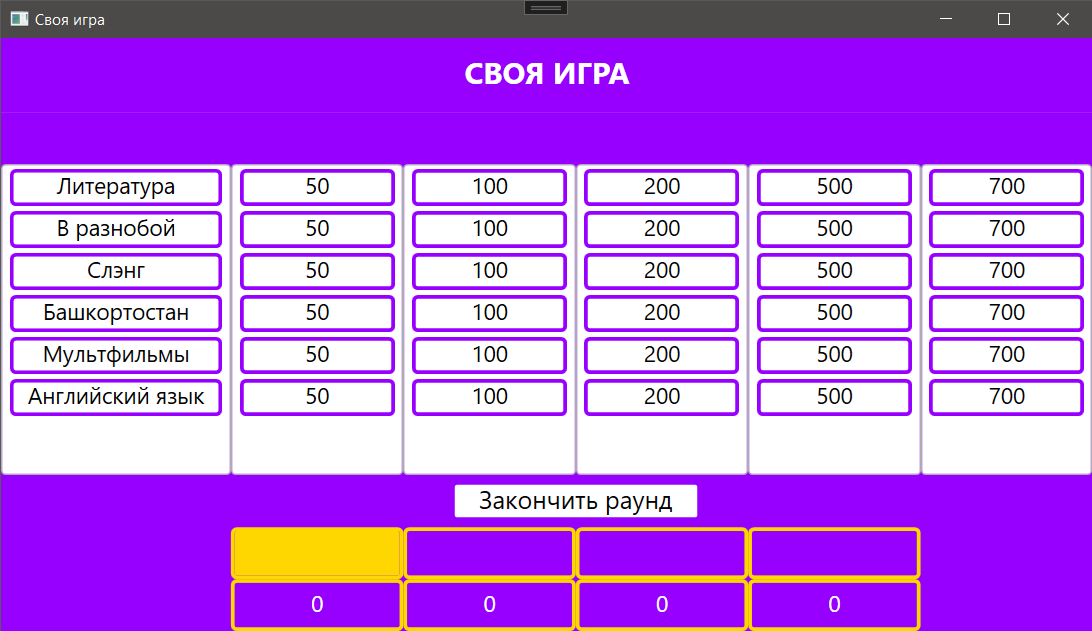 Своя игра
СВОЯ ИГРА
Литература 50 100 200 500 700
В разнобой 50 100 200 500 700
Слэнг 50 100 200 500 700
Башкортостан 50 100 200 500 700
Мультфильмы 50 100 200 500 700
Английский язык 50 100 200 500 700
Закончить раунд
0 0 0 0